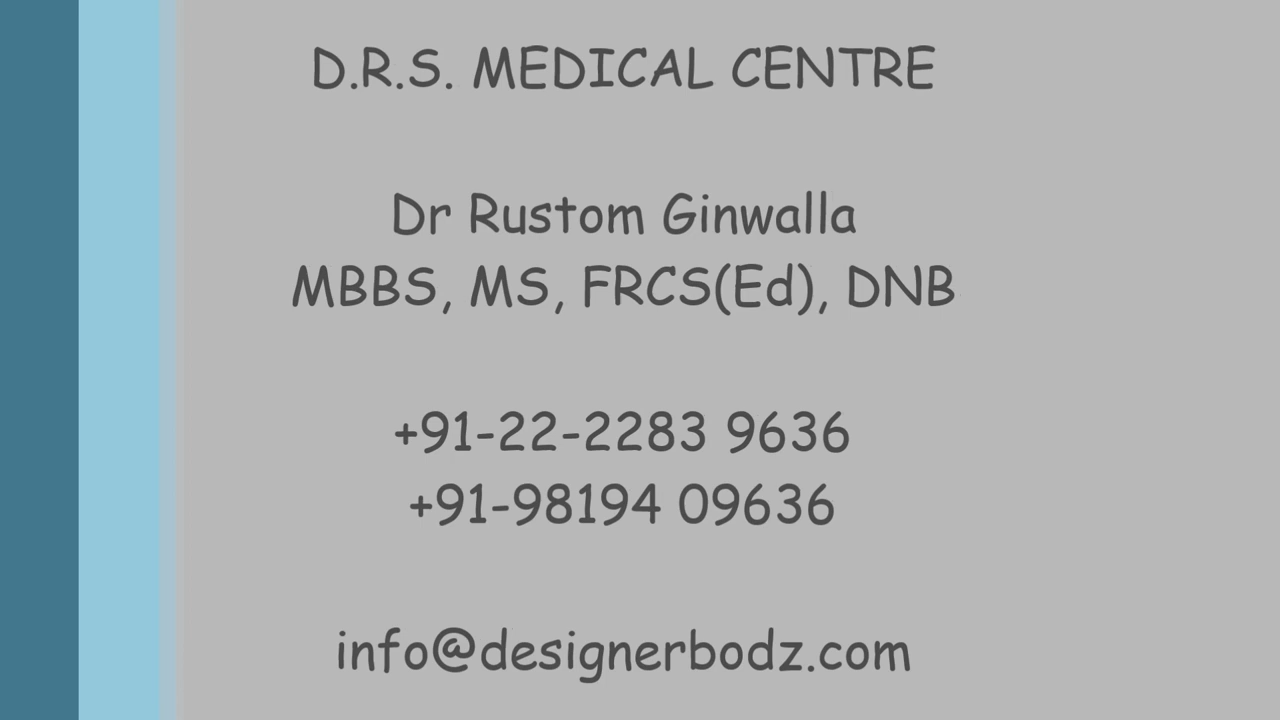 D.R.S. MEDICAL CENTRE
Dr Rustom Ginwalla
MBBS, MS, FRCS(Ed), DNB
+91-22-2283 9636
+91-98194 09636
info@designerbodz.com